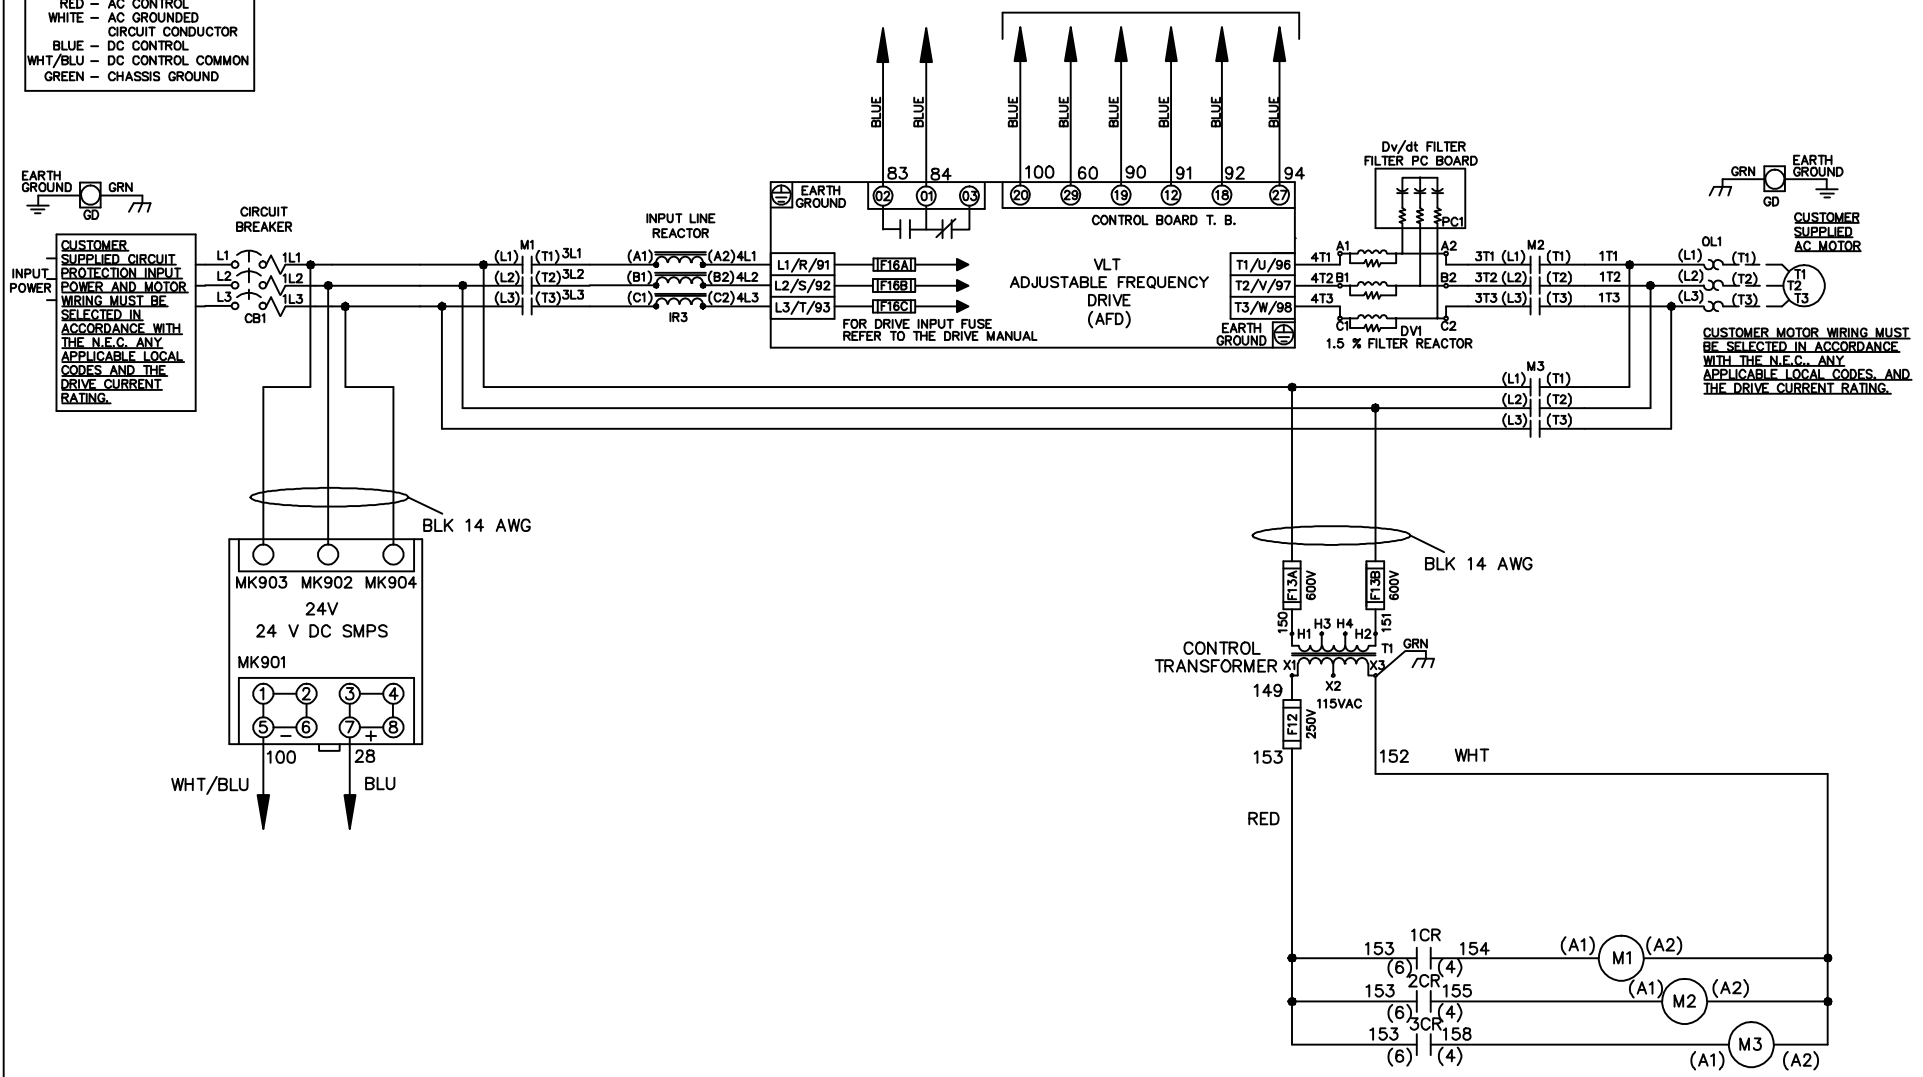 RED – AC CONTROL
WHITE – AC GROUNDED
CIRCUIT CONDUCTOR
BLUE – DC CONTROL
WHT/BLU – DC CONTROL COMMON
GREEN – CHASSIS GROUND
EARTH
GROUND
GRN
GD
CIRCUIT
BREAKER
INPUT
POWER
CUSTOMER
SUPPLIED CIRCUIT
PROTECTION INPUT
POWER AND MOTOR
WIRING MUST BE
SELECTED IN
ACCORDANCE WITH
THE N.E.C. ANY
APPLICABLE LOCAL
CODES AND THE
DRIVE CURRENT
RATING.
L1 1L1
L2 1L2
L3 1L3
CB1
M1
(L1) (T1) 3L1
(L2) (T2) 3L2
(L3) (T3) 3L3
INPUT LINE
REACTOR
(A1) (A2) 4L1
(B1) (B2) 4L2
(C1) (C2) 4L3
IR3
BLUE BLUE BLUE BLUE BLUE BLUE BLUE BLUE
83 84 100 60 90 91 92 94
EARTH
GROUND
02 01 03 20 29 19 12 18 27
CONTROL BOARD T. B.
L1/R/91 F16A
L2/S/92 F16B
L3/T/93 F16C
FOR DRIVE INPUT FUSE
REFER TO THE DRIVE MANUAL
VLT
ADJUSTABLE FREQUENCY
DRIVE
(AFD)
T1/U/96
T2/V/97
T3/W/98
EARTH
GROUND
Dv/dt FILTER
FILTER PC BOARD
PC1
4T1 A1 A2
4T2 B1 B2
4T3
C1 DV1 C2
1.5 % FILTER REACTOR
M2
3T1 (L1) (T1) 1T1
3T2 (L2) (T2) 1T2
3T3 (L3) (T3) 1T3
GRN
GD
EARTH
GROUND
CUSTOMER
SUPPLIED
AC MOTOR
OL1
(L1) (T1)
(L2) (T2)
(L3) (T3)
T1
T2
T3
CUSTOMER MOTOR WIRING MUST
BE SELECTED IN ACCORDANCE
WITH THE N.E.C., ANY
APPLICABLE LOCAL CODES, AND
THE DRIVE CURRENT RATING.
M3
(L1) (T1)
(L2) (T2)
(L3) (T3)
BLK 14 AWG
MK903 MK902 MK904
24V
24 V DC SMPS
MK901
1 2 3 4
5 6 7 8
– +
100 28
WHT/BLU BLU
BLK 14 AWG
F13A 600V
F13B 600V
150 151
H1 H3 H4 H2
T1
GRN
CONTROL
TRANSFORMER
X1 X2 X3
115VAC
149
F12 250V
153
152 WHT
RED
1CR
153 154 (A1) M1 (A2)
(6) (4)
2CR
153 155 (A1) M2 (A2)
(6) (4)
3CR
153 158 M3
(6) (4) (A1) (A2)